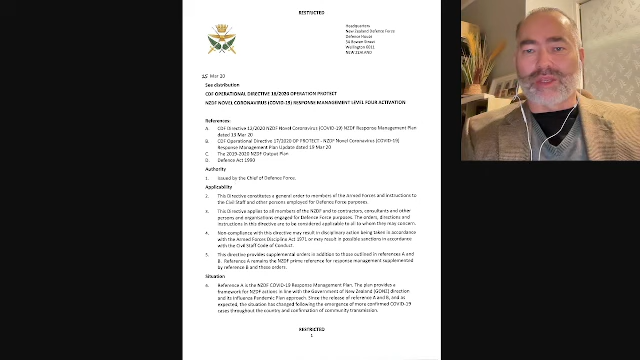 RESTRICTED
Headquarters
New Zealand Defence Force
Defence House
34 Bowen Street
Wellington 6011
NEW ZEALAND
25 Mar 20
See distribution
CDF OPERATIONAL DIRECTIVE 18/2020 OPERATION PROTECT
NZDF NOVEL CORONAVIRUS (COVID-19) RESPONSE MANAGEMENT LEVEL FOUR ACTIVATION
References:
A. CDF Directive 12/2020 NZDF Novel Coronavirus (COVID-19) NZDF Response Management Plan
dated 13 Mar 20
B. CDF Operational Directive 17/2020 OP PROTECT - NZDF Novel Coronavirus (COVID-19)
Response Management Plan Update dated 19 Mar 20
C. The 2019-2020 NZDF Output Plan
D. Defence Act 1990.
Authority
1. Issued by the Chief of Defence Force.
Applicability
2. This Directive constitutes a general order to members of the Armed Forces and instructions to
the Civil Staff and other persons employed for Defence Force purposes.
3. This Directive applies to all members of the NZDF and to contractors, consultants and other
persons and organisations engaged for Defence Force purposes. The orders, directions and
instructions in this directive are to be considered applicable to all to whom they may concern.
4. Non-compliance with this directive may result in disciplinary action being taken in accordance
with the Armed Forces Discipline Act 1971 or may result in possible sanctions in accordance
with the Civil Staff Code of Conduct.
5. This directive provides supplemental orders in addition to those outlined in references A and
B. Reference A remains the NZDF prime reference for response management supplemented
by reference B and these orders.
Situation
6. Reference A is the NZDF COVID-19 Response Management Plan. The plan provides a
framework for NZDF actions in line with the Government of New Zealand (GONZ) direction
and its Influenza Pandemic Plan approach. Since the release of reference A and B, and as
expected, the situation has changed following the emergence of more confirmed COVID-19
cases throughout the country and confirmation of community transmission.
RESTRICTED
1